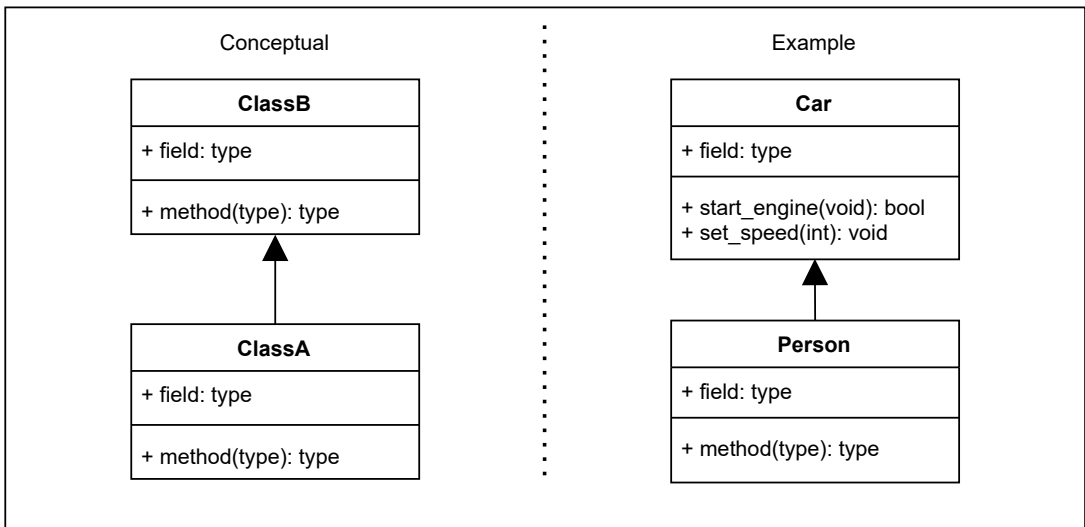 Conceptual
ClassB
+ field: type
+ method(type): type
ClassA
+ field: type
+ method(type): type
Example
Car
+ field: type
+ start_engine(void): bool
+ set_speed(int): void
Person
+ field: type
+ method(type): type